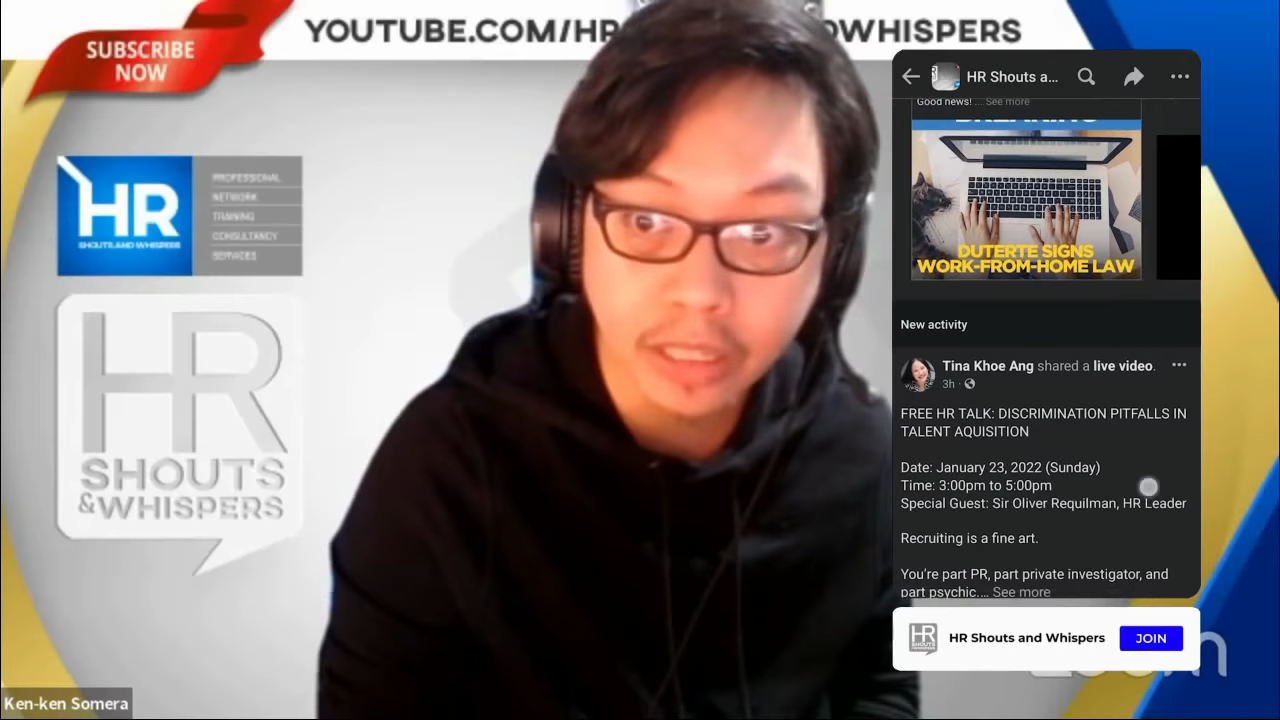 SUBSCRIBE
NOW
YOUTUBE.COM/HR
WHISPERS
HR
SHOUTS AND WHISPERS
PROFESSIONAL
NETWORK
TRAINING
CONSULTANCY
SERVICES
HR
SHOUTS
&WHISPERS
HR Shouts a...
Good news! ... See more
BREAKING
DUTERTE SIGNS
WORK-FROM-HOME LAW
New activity
Tina Khoe Ang shared a live video.
3h ·
FREE HR TALK: DISCRIMINATION PITFALLS IN
TALENT AQUISITION
Date: January 23, 2022 (Sunday)
Time: 3:00pm to 5:00pm
Special Guest: Sir Oliver Requilman, HR Leader
Recruiting is a fine art.
You're part PR, part private investigator, and
part psychic.... See more
HR Shouts and Whispers
JOIN
Ken-ken Somera